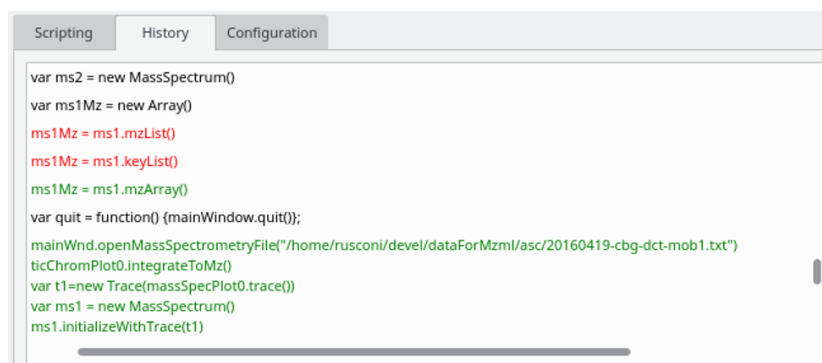 Scripting History Configuration
var ms2 = new MassSpectrum()
var ms1Mz = new Array()
ms1Mz = ms1.mzList()
ms1Mz = ms1.keyList()
ms1Mz = ms1.mzArray()
var quit = function() {mainWindow.quit()};
mainWnd.openMassSpectrometryFile("/home/rusconi/devel/dataForMzml/asc/20160419-cbg-dct-mob1.txt")
ticChromPlot0.integrateToMz()
var t1=new Trace(massSpecPlot0.trace())
var ms1 = new MassSpectrum()
ms1.initializeWithTrace(t1)